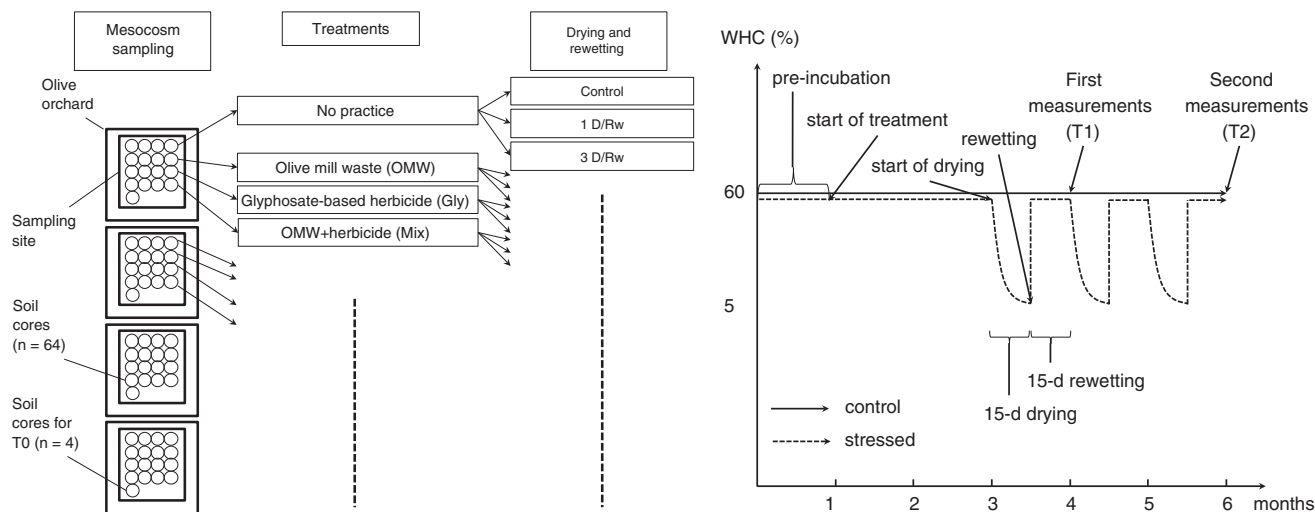 Mesocosm
sampling
Treatments
Drying and
rewetting
Olive
orchard
No practice
Control
1 D/Rw
3 D/Rw
Olive mill waste (OMW)
Glyphosate-based herbicide (Gly)
OMW+herbicide (Mix)
Sampling
site
Soil
cores
(n = 64)
Soil
cores for
T0 (n = 4)
WHC (%)
pre-incubation
First
measurements
(T1)
Second
measurements
(T2)
start of treatment
rewetting
start of drying
60
5
15-d rewetting
15-d drying
control
stressed
1 2 3 4 5 6 months